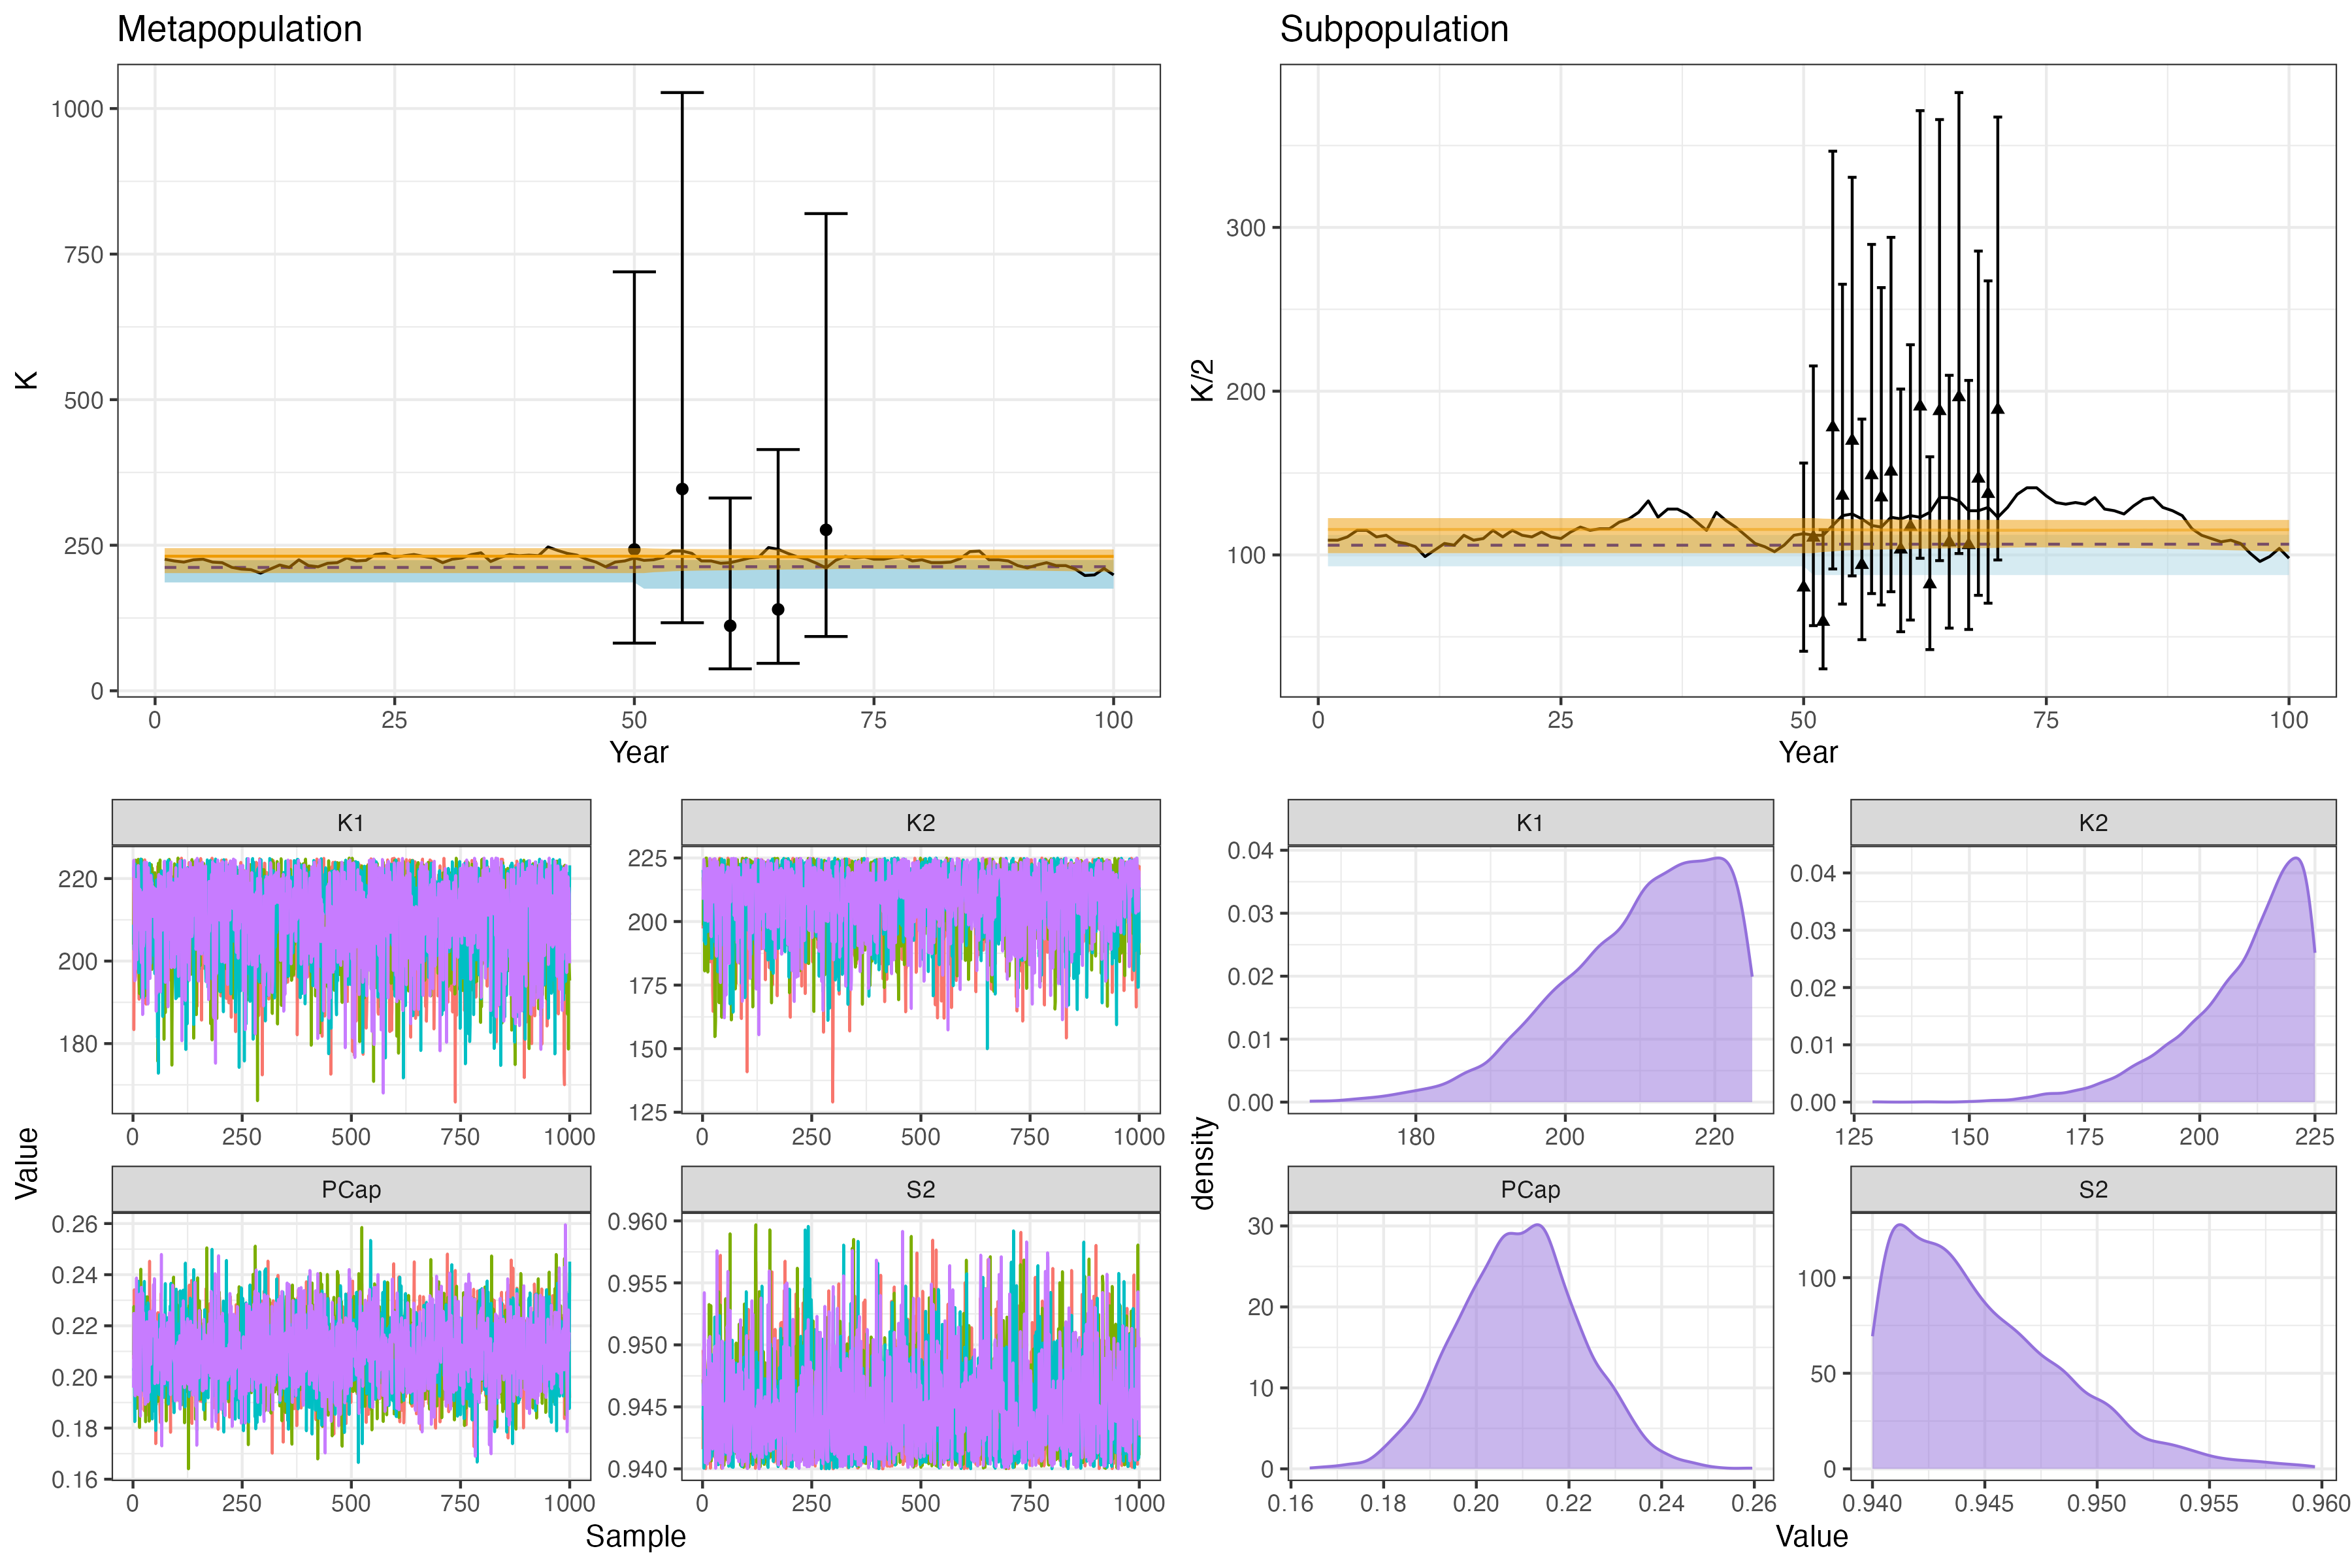 Metapopulation
Subpopulation
K
1000
750
500
250
0
0 25 50 75 100
Year
K/2
300
200
100
0 25 50 75 100
Year
Value
K1
220
200
180
0 250 500 750 1000
K2
225
200
175
150
125
0 250 500 750 1000
PCap
0.26
0.24
0.22
0.20
0.18
0.16
0 250 500 750 1000
S2
0.960
0.955
0.950
0.945
0.940
0 250 500 750 1000
Sample
density
K1
0.04
0.03
0.02
0.01
0.00
180 200 220
K2
0.04
0.03
0.02
0.01
0.00
125 150 175 200 225
PCap
30
20
10
0
0.16 0.18 0.20 0.22 0.24 0.26
S2
100
50
0
0.940 0.945 0.950 0.955 0.960
Value